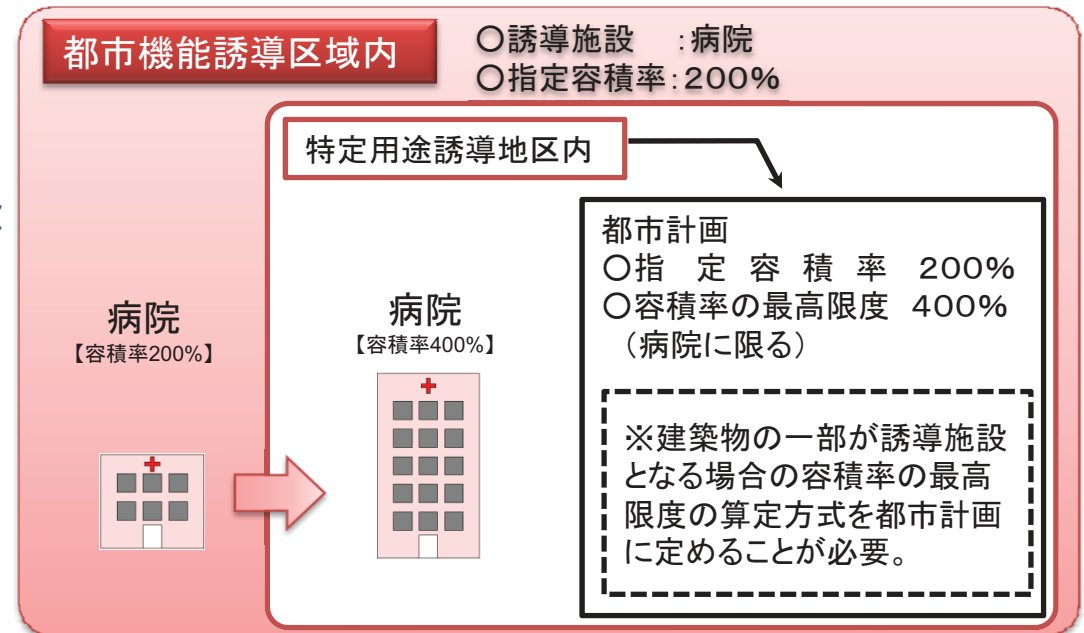 都市機能誘導区域内
〇誘導施設　:病院
〇指定容積率:200%
特定用途誘導地区内
都市計画
〇指　定　容　積　率　200%
〇容積率の最高限度　400%
（病院に限る）
※建築物の一部が誘導施設
となる場合の容積率の最高
限度の算定方式を都市計画
に定めることが必要。
病院
【容積率200%】
病院
【容積率400%】